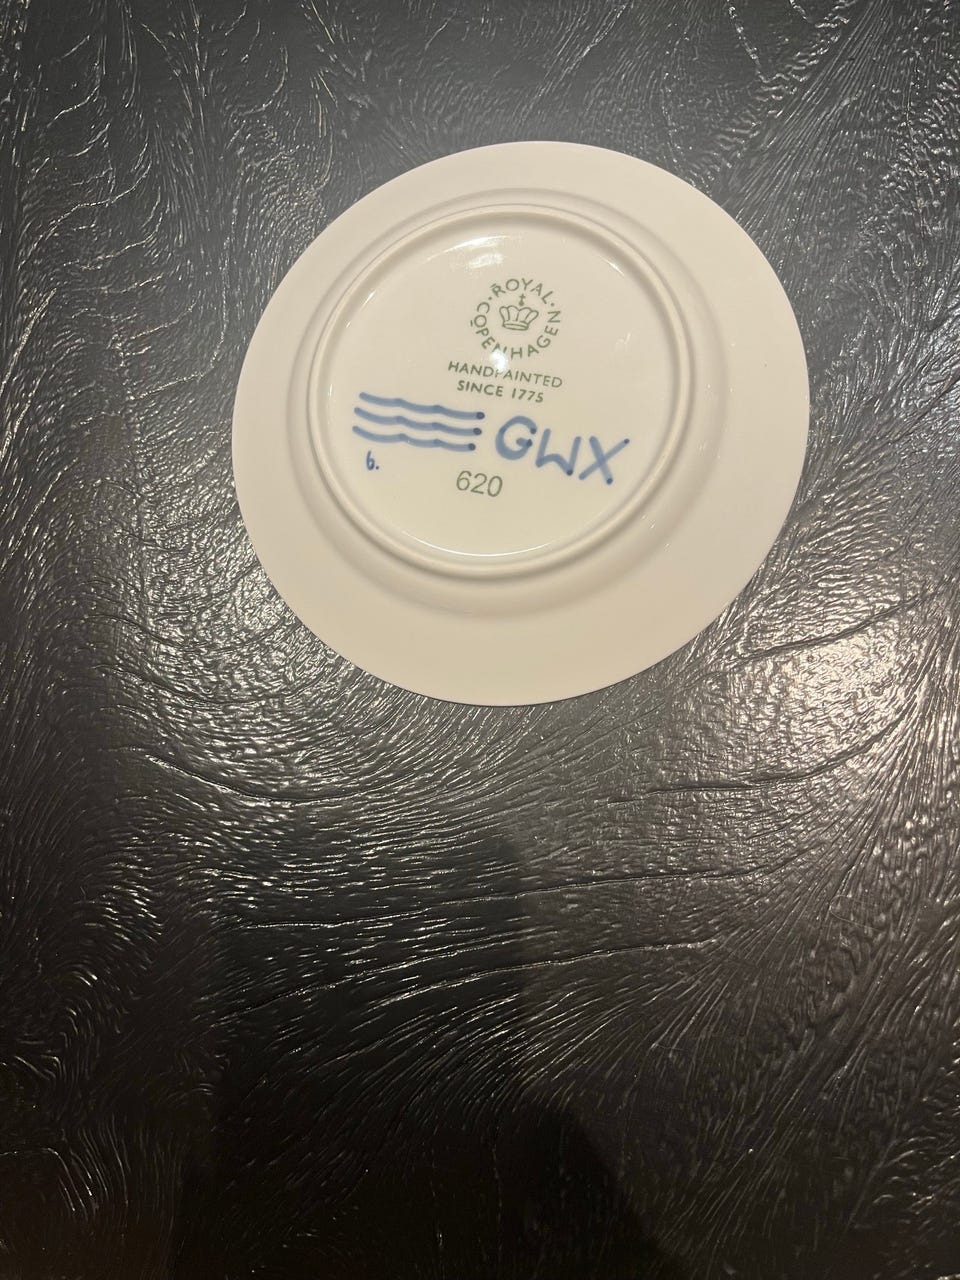 ROYAL · COPENHAGEN ·
HANDPAINTED
SINCE 1775
GWX
6.
620